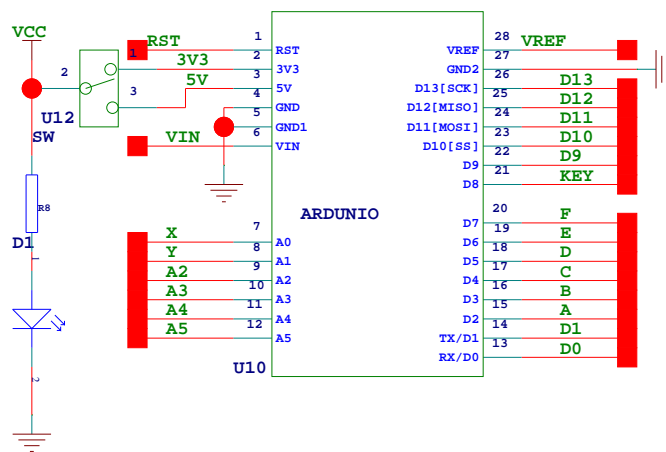 VCC
RST 1 RST 28 VREF VREF
1 3V3 2 3V3 27 GND2
2 3 5V 3 5V 26 D13[SCK] D13
U12 4 GND 25 D12[MISO] D12
SW 5 GND1 24 D11[MOSI] D11
VIN 6 VIN 23 D10[SS] D10
22 D9 D9
21 D8 KEY
R8
ARDUNIO
20 D7 F
D1 X 7 A0 19 D6 E
1 Y 8 A1 18 D5 D
A2 9 A2 17 D4 C
A3 10 A3 16 D3 B
A4 11 A4 15 D2 A
A5 12 A5 14 TX/D1 D1
13 RX/D0 D0
U10
2